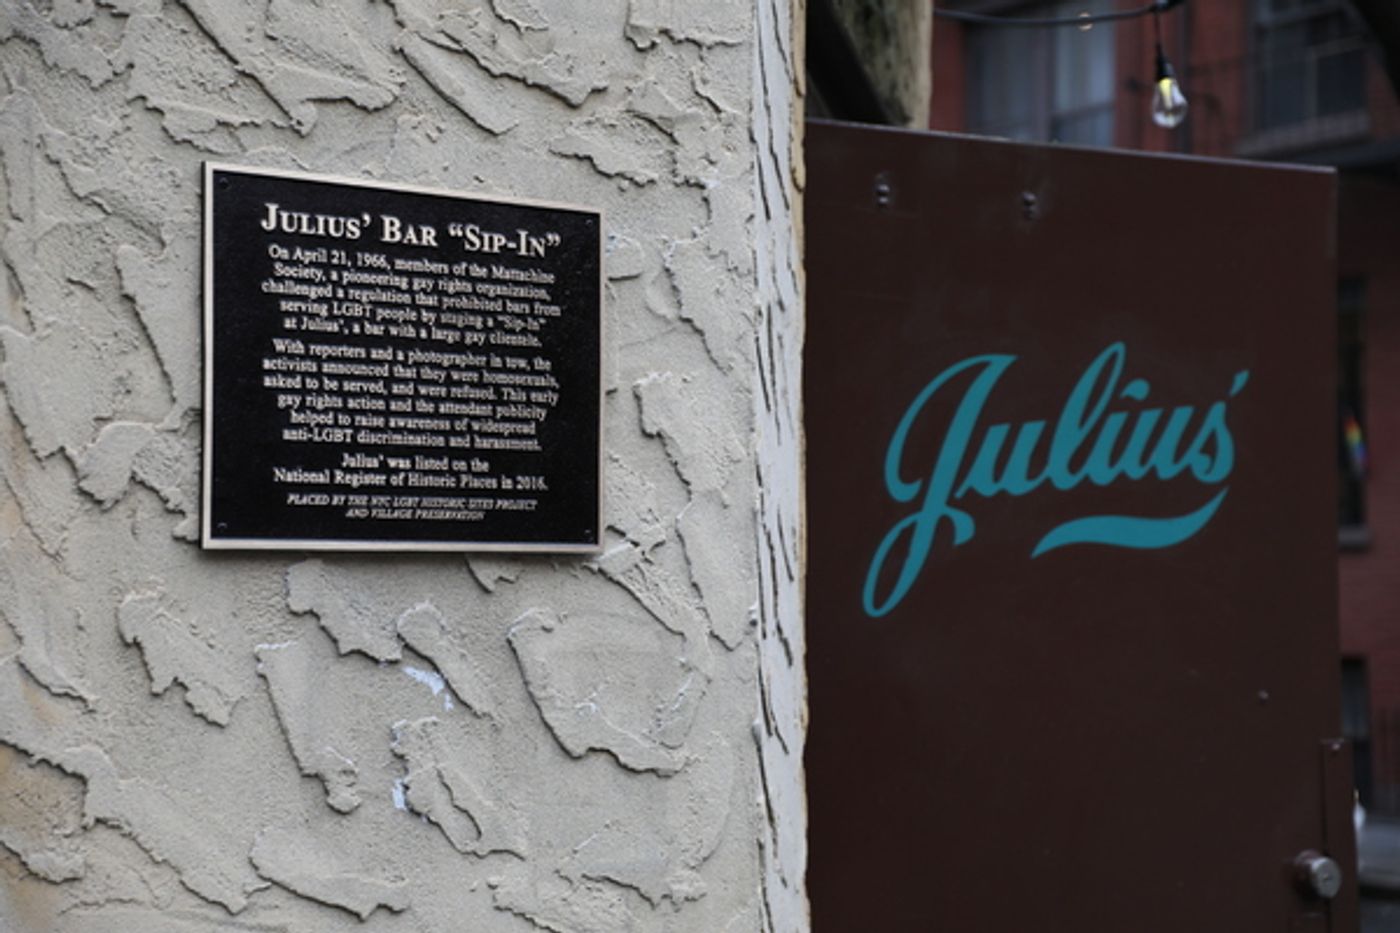 JULIUS' BAR “SIP-IN”
On April 21, 1966, members of the Mattachine
Society, a pioneering gay rights organization,
challenged a regulation that prohibited bars from
serving LGBT people by staging a “Sip-In”
at Julius', a bar with a large gay clientele.
With reporters and a photographer in tow, the
activists announced that they were homosexuals,
asked to be served, and were refused. This early
gay rights action and the attendant publicity
helped to raise awareness of widespread
anti-LGBT discrimination and harassment.
Julius' was listed on the
National Register of Historic Places in 2016.
PLACED BY THE NYC LGBT HISTORIC SITES PROJECT
AND VILLAGE PRESERVATION
Julius'